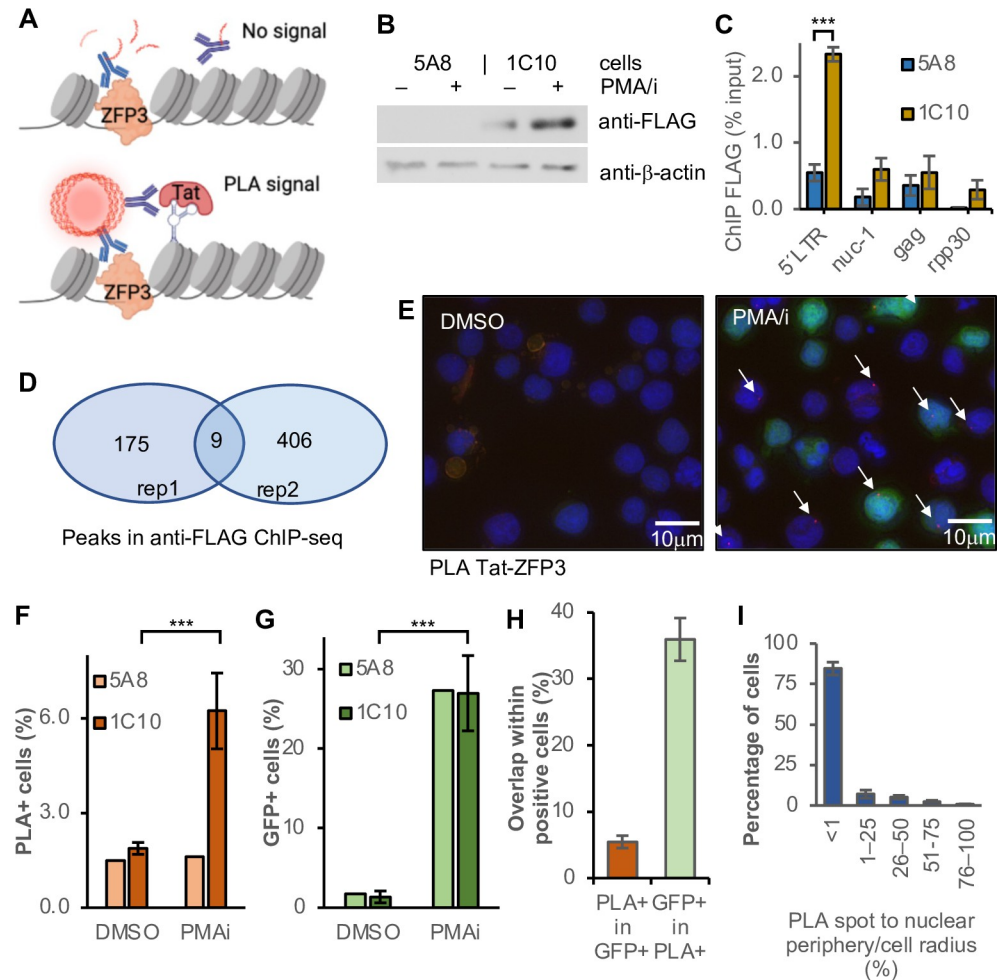 A
No signal
ZFP3
Tat
PLA signal
ZFP3
B
5A8 | 1C10 cells
– + – + PMA/i
anti-FLAG
anti-β-actin
C
***
5A8
1C10
ChIP FLAG (% input)
2.0
1.0
0.0
5´LTR
nuc-1
gag
rpp30
D
175
9
406
rep1
rep2
Peaks in anti-FLAG ChIP-seq
E
DMSO
10µm
PMA/i
10µm
PLA Tat-ZFP3
F
***
5A8
1C10
PLA+ cells (%)
6.0
3.0
0.0
DMSO
PMAi
G
***
5A8
1C10
GFP+ cells (%)
30
20
10
0
DMSO
PMAi
H
Overlap within
positive cells (%)
40
30
20
10
0
PLA+
in
GFP+
GFP+
in
PLA+
I
Percentage of cells
100
75
50
25
0
<1
1–25
26–50
51-75
76–100
PLA spot to nuclear
periphery/cell radius
(%)